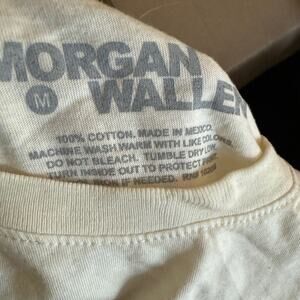 MORGAN
M WALLEN
100% COTTON. MADE IN MEXICO.
MACHINE WASH WARM WITH LIKE COLORS.
DO NOT BLEACH. TUMBLE DRY LOW.
TURN INSIDE OUT TO PROTECT PRINT.
IF NEEDED. RN#